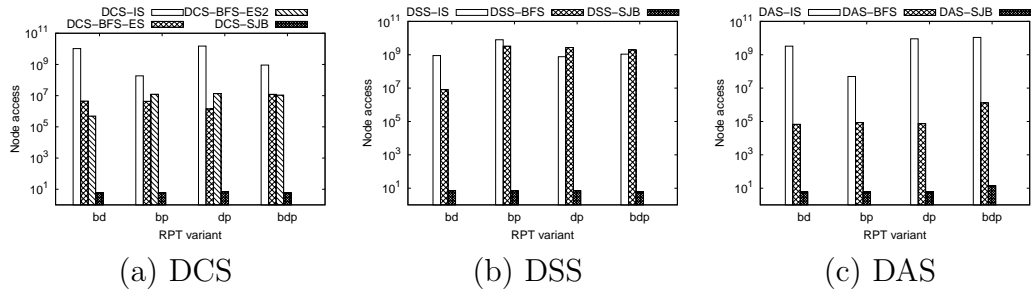 DCS-IS DCS-BFS-ES2
DCS-BFS-ES DCS-SJB
10^11
10^9
10^7
10^5
10^3
10^1
Node access
bd bp dp bdp
RPT variant
(a) DCS
DSS-IS DSS-BFS DSS-SJB
10^11
10^9
10^7
10^5
10^3
10^1
Node access
bd bp dp bdp
RPT variant
(b) DSS
DAS-IS DAS-BFS DAS-SJB
10^11
10^9
10^7
10^5
10^3
10^1
Node access
bd bp dp bdp
RPT variant
(c) DAS